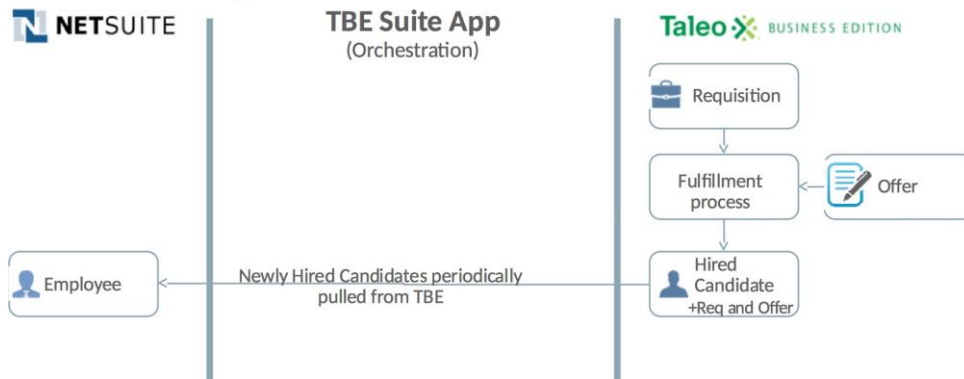 NETSUITE
TBE Suite App
(Orchestration)
Taleo BUSINESS EDITION
Requisition
Fulfillment
process
Offer
Employee
Newly Hired Candidates periodically
pulled from TBE
Hired
Candidate
+Req and Offer